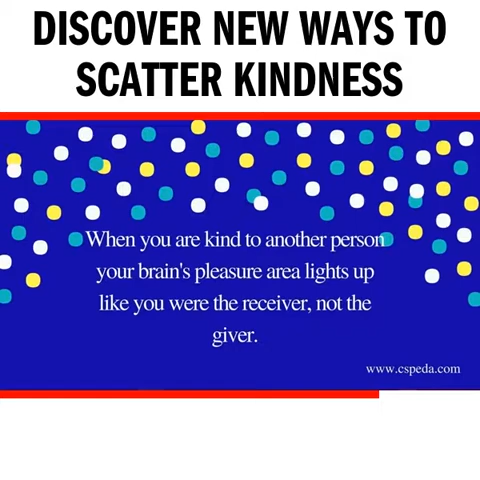 DISCOVER NEW WAYS TO
SCATTER KINDNESS
When you are kind to another person
your brain's pleasure area lights up
like you were the receiver, not the
giver.
www.cspeda.com